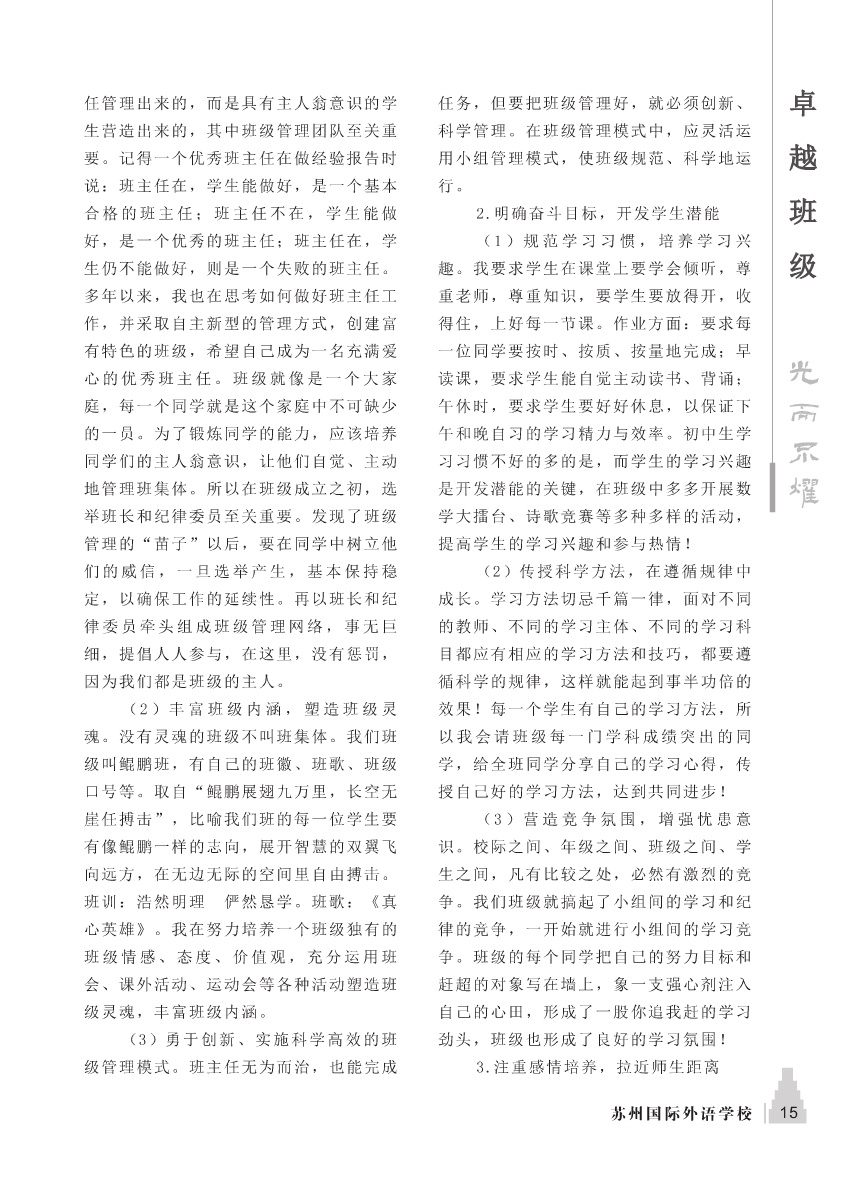 任管理出来的，而是具有主人翁意识的学
生营造出来的，其中班级管理团队至关重
要。记得一个优秀班主任在做经验报告时
说：班主任在，学生能做好，是一个基本
合格的班主任；班主任不在，学生能做
好，是一个优秀的班主任；班主任在，学
生仍不能做好，则是一个失败的班主任。
多年以来，我也在思考如何做好班主任工
作，并采取自主新型的管理方式，创建富
有特色的班级，希望自己成为一名充满爱
心的优秀班主任。班级就像是一个大家
庭，每一个同学就是这个家庭中不可缺少
的一员。为了锻炼同学的能力，应该培养
同学们的主人翁意识，让他们自觉、主动
地管理班集体。所以在班级成立之初，选
举班长和纪律委员至关重要。发现了班级
管理的“苗子”以后，要在同学中树立他
们的威信，一旦选举产生，基本保持稳
定，以确保工作的延续性。再以班长和纪
律委员牵头组成班级管理网络，事无巨
细，提倡人人参与，在这里，没有惩罚，
因为我们都是班级的主人。
（2）丰富班级内涵，塑造班级灵
魂。没有灵魂的班级不叫班集体。我们班
级叫鲲鹏班，有自己的班徽、班歌、班级
口号等。取自“鲲鹏展翅九万里，长空无
崖任搏击”，比喻我们班的每一位学生要
有像鲲鹏一样的志向，展开智慧的双翼飞
向远方，在无边无际的空间里自由搏击。
班训：浩然明理　俨然恳学。班歌：《真
心英雄》。我在努力培养一个班级独有的
班级情感、态度、价值观，充分运用班
会、课外活动、运动会等各种活动塑造班
级灵魂，丰富班级内涵。
（3）勇于创新、实施科学高效的班
级管理模式。班主任无为而治，也能完成
任务，但要把班级管理好，就必须创新、
科学管理。在班级管理模式中，应灵活运
用小组管理模式，使班级规范、科学地运
行。
2.明确奋斗目标，开发学生潜能
（1）规范学习习惯，培养学习兴
趣。我要求学生在课堂上要学会倾听，尊
重老师，尊重知识，要学生要放得开，收
得住，上好每一节课。作业方面：要求每
一位同学要按时、按质、按量地完成；早
读课，要求学生能自觉主动读书、背诵；
午休时，要求学生要好好休息，以保证下
午和晚自习的学习精力与效率。初中生学
习习惯不好的多的是，而学生的学习兴趣
是开发潜能的关键，在班级中多多开展数
学大擂台、诗歌竞赛等多种多样的活动，
提高学生的学习兴趣和参与热情！
（2）传授科学方法，在遵循规律中
成长。学习方法切忌千篇一律，面对不同
的教师、不同的学习主体、不同的学习科
目都应有相应的学习方法和技巧，都要遵
循科学的规律，这样就能起到事半功倍的
效果！每一个学生有自己的学习方法，所
以我会请班级每一门学科成绩突出的同
学，给全班同学分享自己的学习心得，传
授自己好的学习方法，达到共同进步！
（3）营造竞争氛围，增强忧患意
识。校际之间、年级之间、班级之间、学
生之间，凡有比较之处，必然有激烈的竞
争。我们班级就搞起了小组间的学习和纪
律的竞争，一开始就进行小组间的学习竞
争。班级的每个同学把自己的努力目标和
赶超的对象写在墙上，象一支强心剂注入
自己的心田，形成了一股你追我赶的学习
劲头，班级也形成了良好的学习氛围！
3.注重感情培养，拉近师生距离
卓越班级
光而不耀
苏州国际外语学校
15